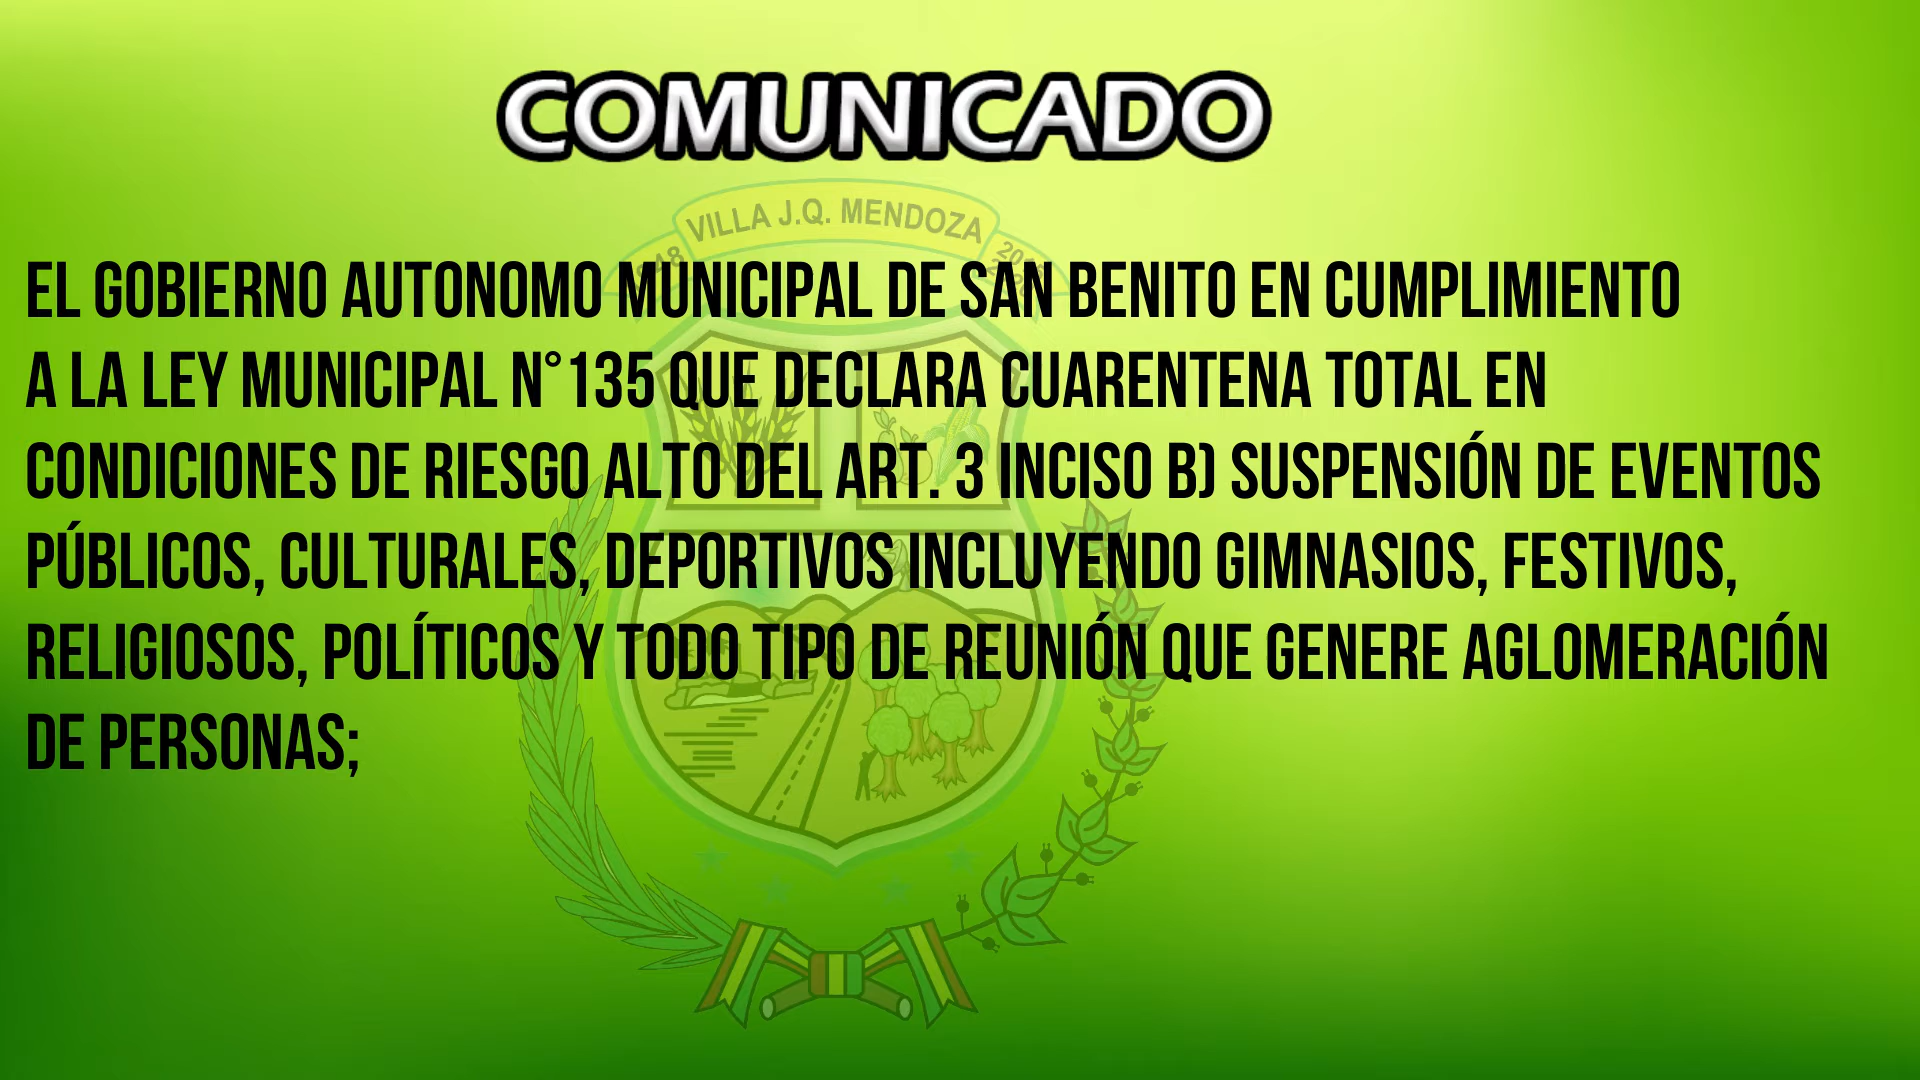 COMUNICADO
VILLA J.Q. MENDOZA
EL GOBIERNO AUTONOMO MUNICIPAL DE SAN BENITO EN CUMPLIMIENTO
A LA LEY MUNICIPAL N°135 QUE DECLARA CUARENTENA TOTAL EN
CONDICIONES DE RIESGO ALTO DEL ART. 3 INCISO B) SUSPENSIÓN DE EVENTOS
PÚBLICOS, CULTURALES, DEPORTIVOS INCLUYENDO GIMNASIOS, FESTIVOS,
RELIGIOSOS, POLÍTICOS Y TODO TIPO DE REUNIÓN QUE GENERE AGLOMERACIÓN
DE PERSONAS;